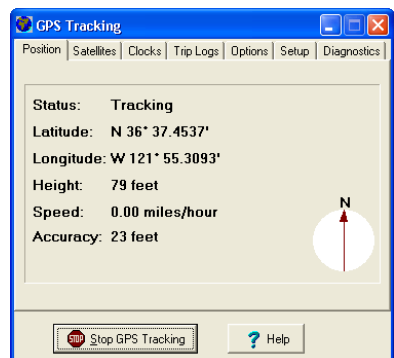 GPS Tracking
Position Satellites Clocks Trip Logs Options Setup Diagnostics
Status: Tracking
Latitude: N 36° 37.4537'
Longitude: W 121° 55.3093'
Height: 79 feet
Speed: 0.00 miles/hour
Accuracy: 23 feet
N
STOP Stop GPS Tracking ? Help